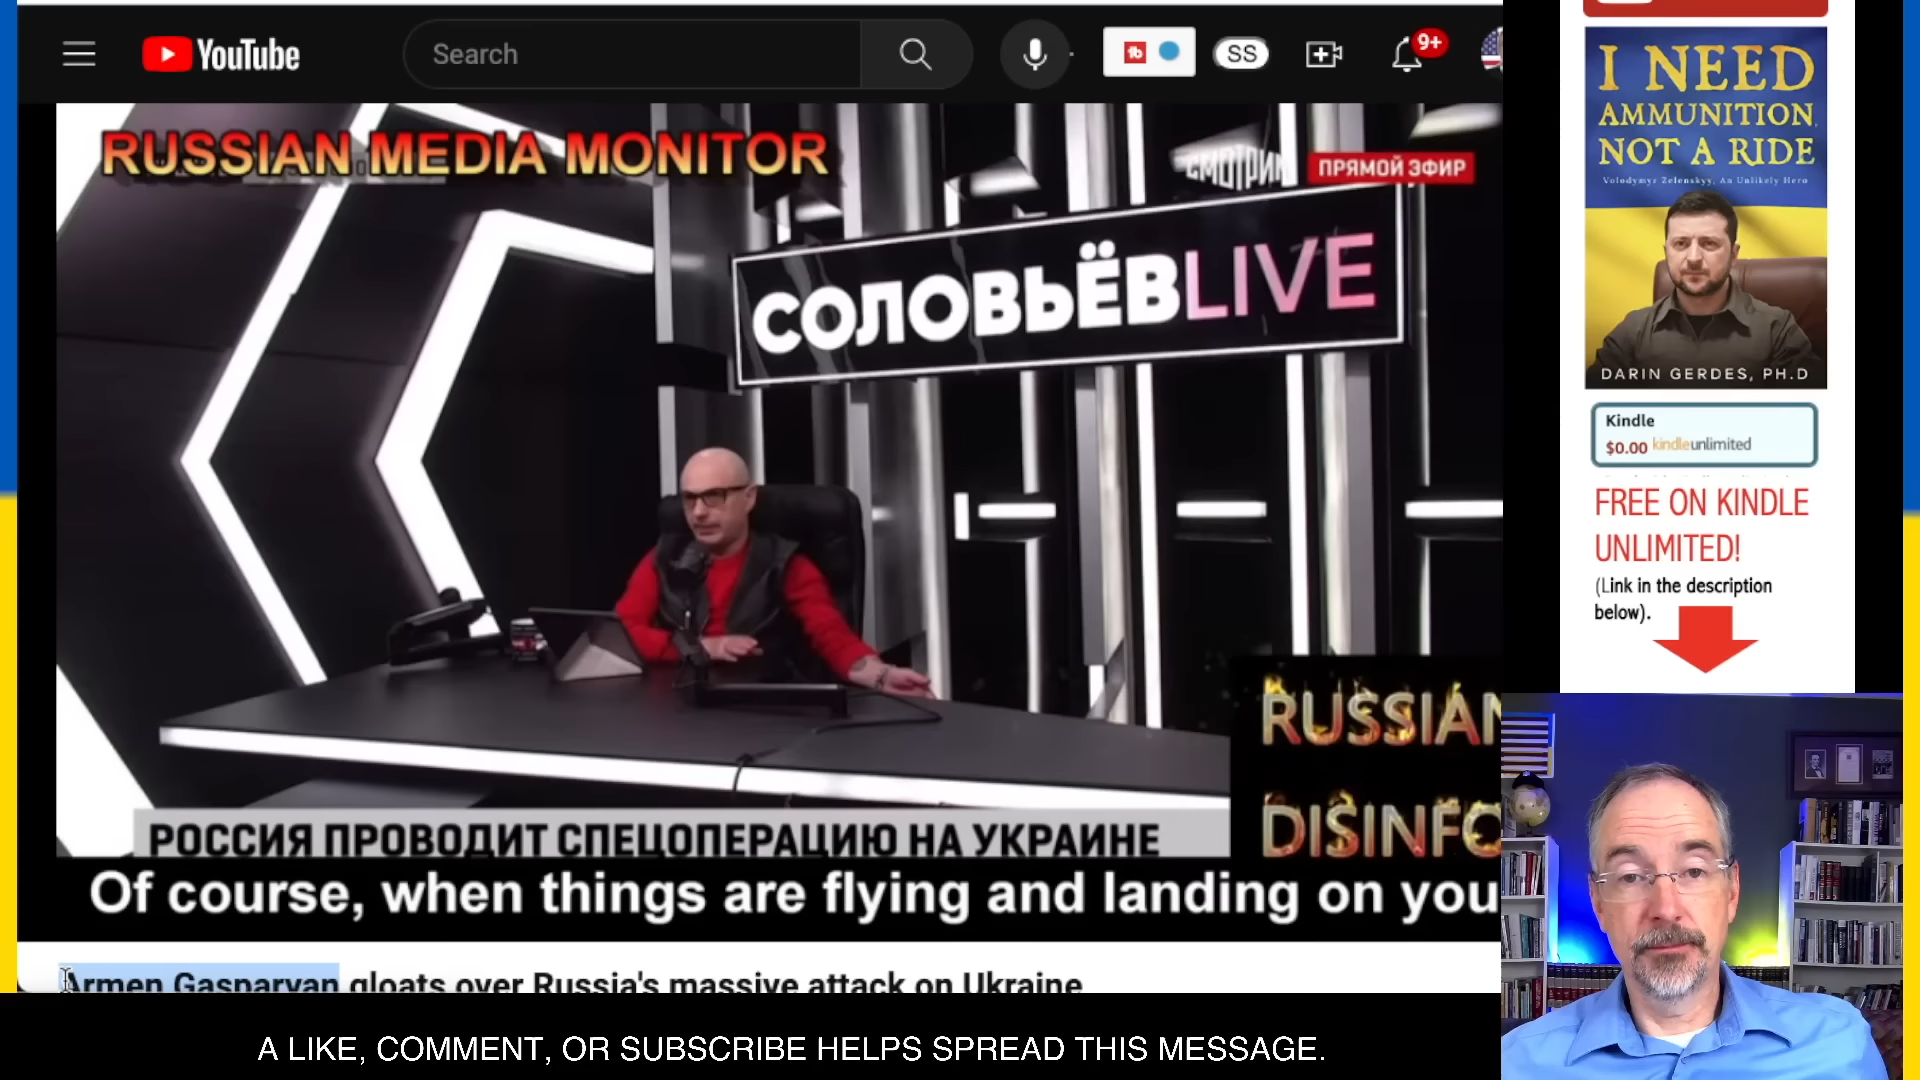 YouTube
Search
SS
9+
RUSSIAN MEDIA MONITOR
СМОТРИМ
ПРЯМОЙ ЭФИР
СОЛОВЬЁВLIVE
РОССИЯ ПРОВОДИТ СПЕЦОПЕРАЦИЮ НА УКРАИНЕ
RUSSIAN
DISINFO
Of course, when things are flying and landing on you
Armen Gasparyan gloats over Russia's massive attack on Ukraine
A LIKE, COMMENT, OR SUBSCRIBE HELPS SPREAD THIS MESSAGE.
I NEED
AMMUNITION,
NOT A RIDE
Volodymyr Zelenskyy, An Unlikely Hero
DARIN GERDES, PH.D
Kindle
$0.00 kindleunlimited
FREE ON KINDLE
UNLIMITED!
(Link in the description
below).